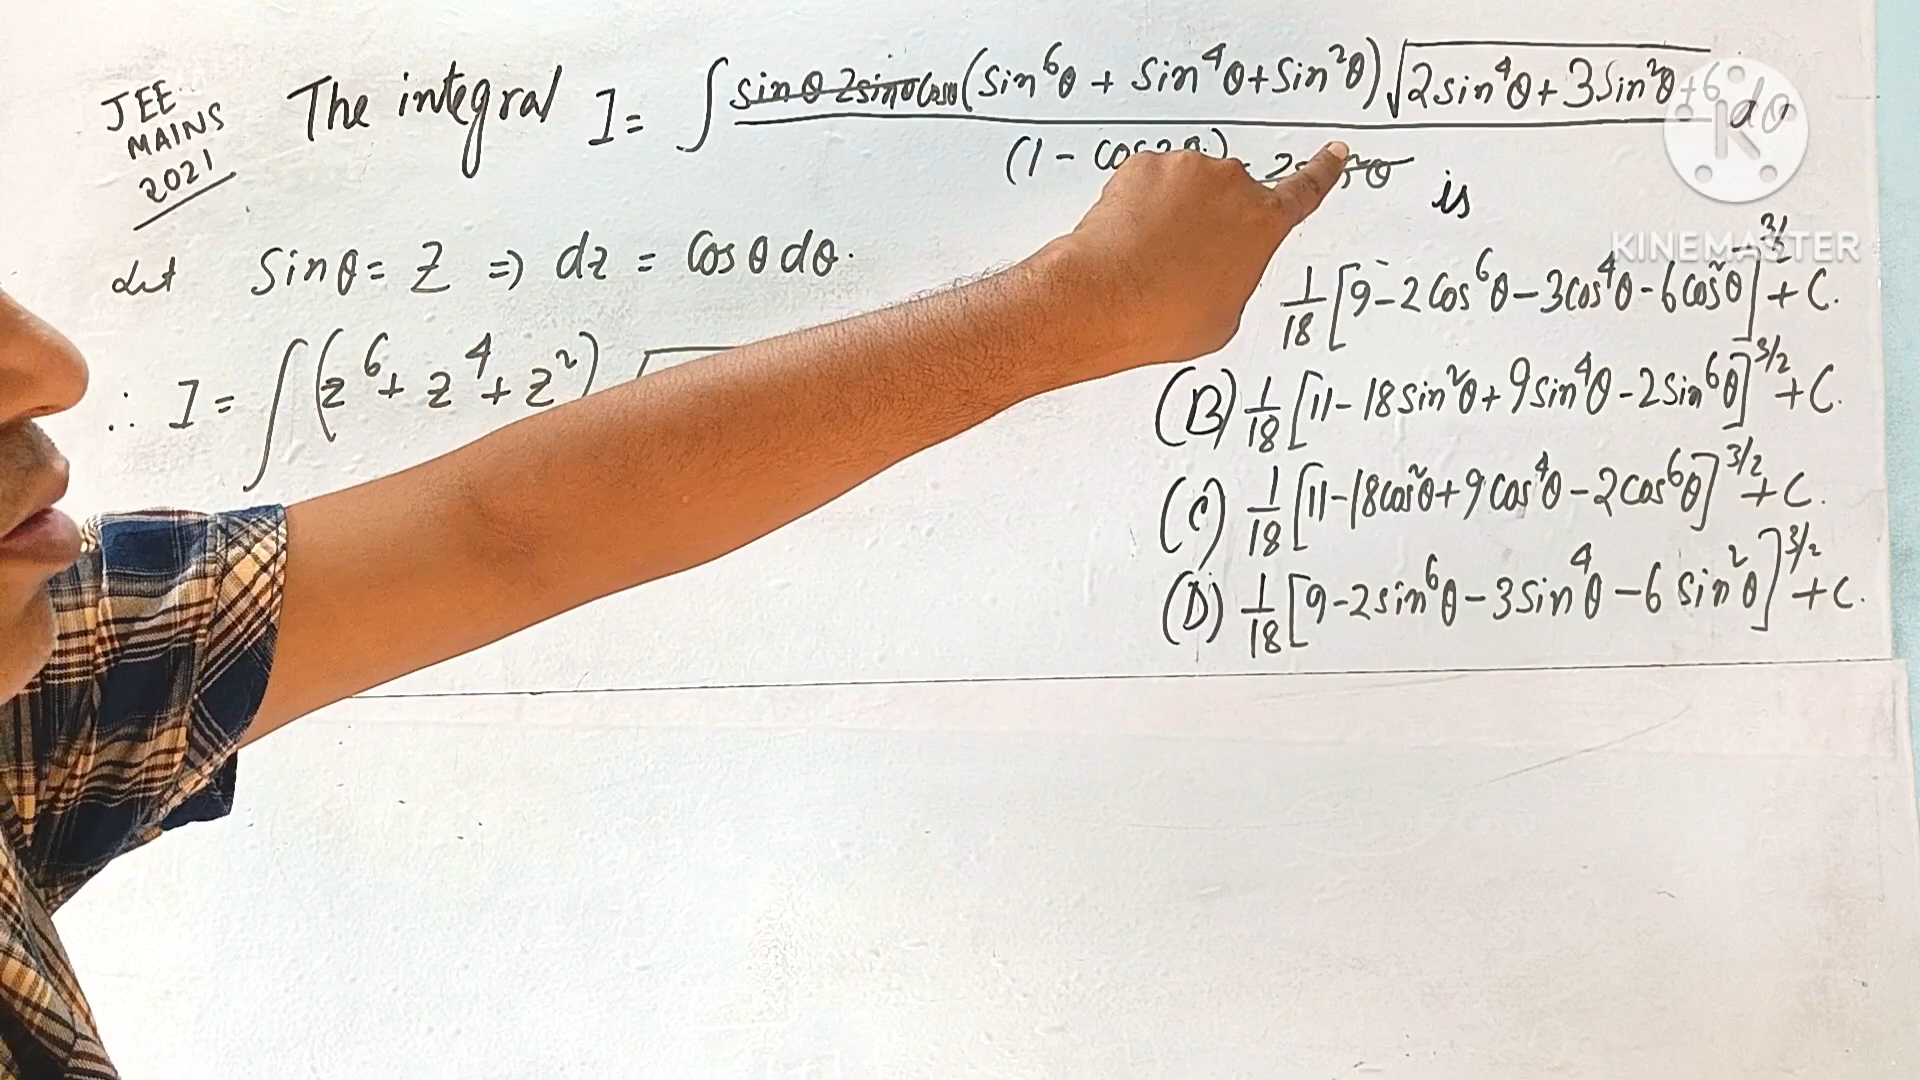 JEE
MAINS
2021
The integral I = ∫ sinθ 2sinθcosθ (sin⁶θ + sin⁴θ + sin²θ) √2sin⁴θ + 3sin²θ + 6 dθ
(1 - cos2θ) = 2sin²θ is
Let sinθ = z ⇒ dz = cosθ dθ.
∴ I = ∫ (z⁶ + z⁴ + z²) √
1/18 [9 - 2cos⁶θ - 3cos⁴θ - 6cos²θ]^3/2 + C.
(B) 1/18 [11 - 18sin²θ + 9sin⁴θ - 2sin⁶θ]^3/2 + C.
(C) 1/18 [11 - 18cos²θ + 9cos⁴θ - 2cos⁶θ]^3/2 + C.
(D) 1/18 [9 - 2sin⁶θ - 3sin⁴θ - 6 sin²θ]^3/2 + C.
K
KINEMASTER